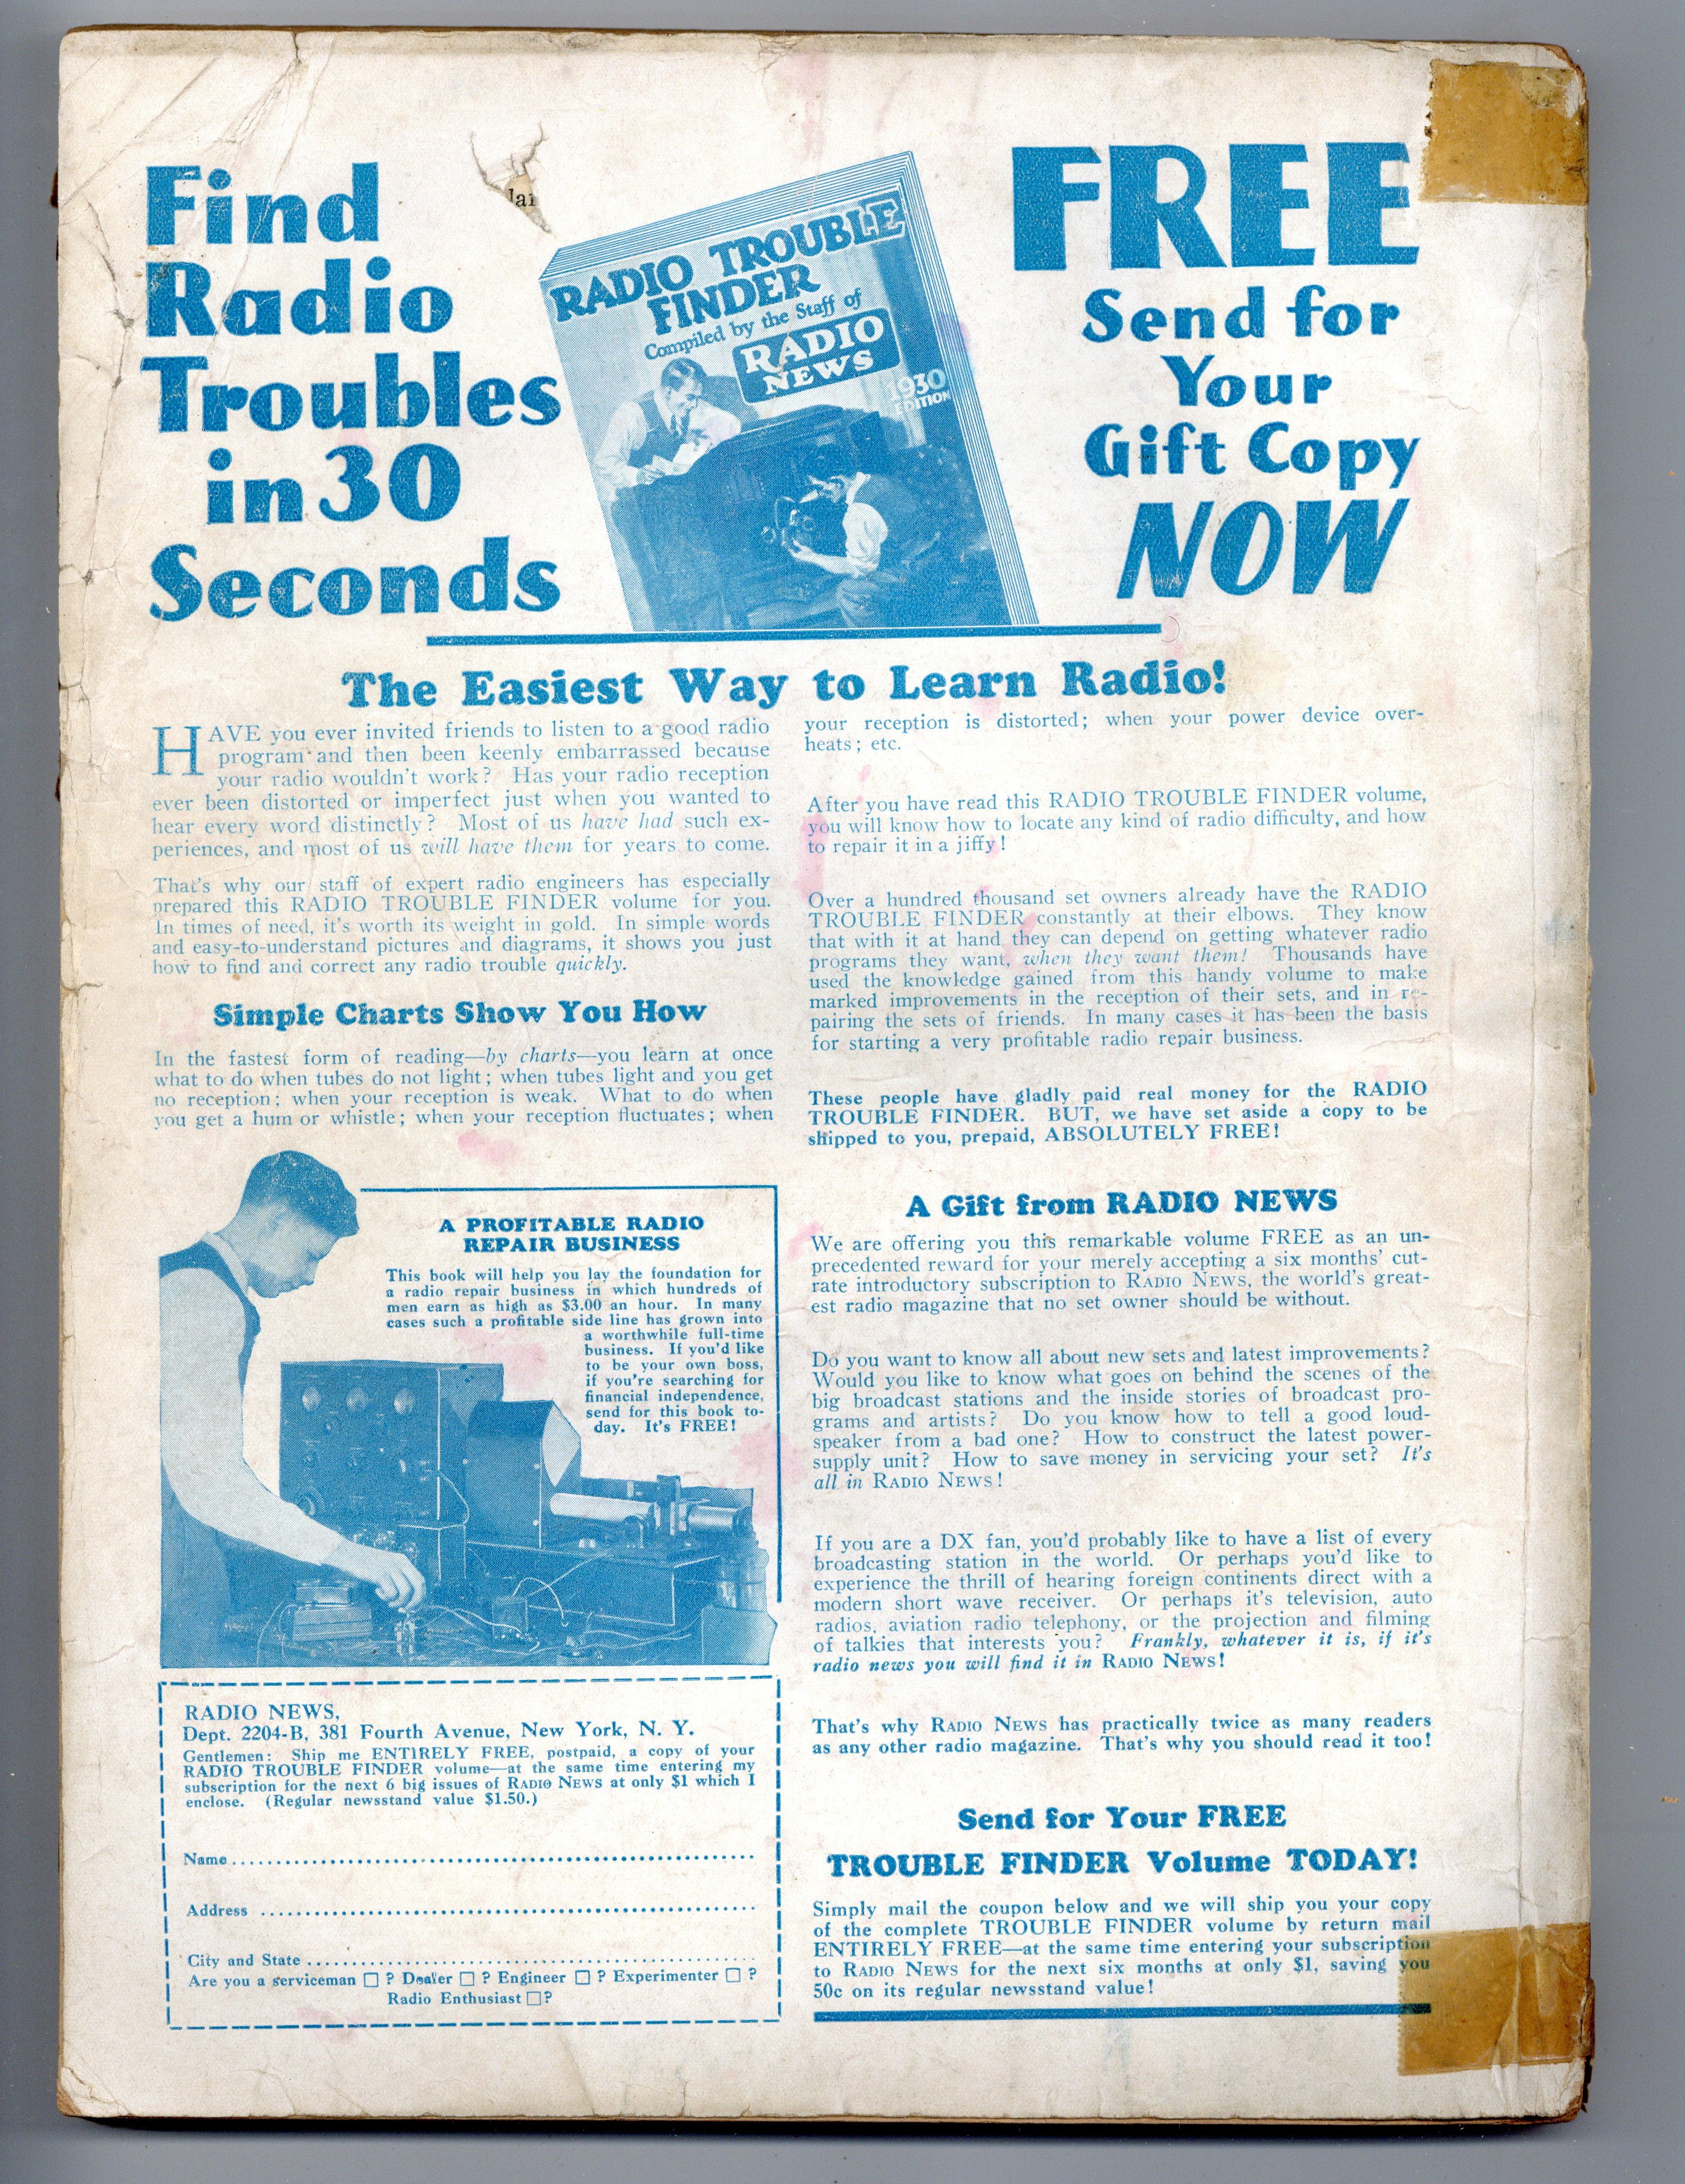 Find
Radio
Troubles
in 30
Seconds
lar
RADIO TROUBLE
FINDER
Compiled by the Staff of
RADIO
NEWS
1930
EDITION
FREE
Send for
Your
Gift Copy
NOW
The Easiest Way to Learn Radio!
HAVE you ever invited friends to listen to a good radio
program and then been keenly embarrassed because
your radio wouldn't work? Has your radio reception
ever been distorted or imperfect just when you wanted to
hear every word distinctly? Most of us have had such ex-
periences, and most of us will have them for years to come.
That's why our staff of expert radio engineers has especially
prepared this RADIO TROUBLE FINDER volume for you.
In times of need, it's worth its weight in gold. In simple words
and easy-to-understand pictures and diagrams, it shows you just
how to find and correct any radio trouble quickly.
Simple Charts Show You How
In the fastest form of reading—by charts—you learn at once
what to do when tubes do not light; when tubes light and you get
no reception; when your reception is weak. What to do when
you get a hum or whistle; when your reception fluctuates; when
A PROFITABLE RADIO
REPAIR BUSINESS
This book will help you lay the foundation for
a radio repair business in which hundreds of
men earn as high as $3.00 an hour. In many
cases such a profitable side line has grown into
a worthwhile full-time
business. If you'd like
to be your own boss,
if you're searching for
financial independence,
send for this book to-
day. It's FREE!
RADIO NEWS,
Dept. 2204-B, 381 Fourth Avenue, New York, N. Y.
Gentlemen: Ship me ENTIRELY FREE, postpaid, a copy of your
RADIO TROUBLE FINDER volume—at the same time entering my
subscription for the next 6 big issues of RADIO NEWS at only $1 which I
enclose. (Regular newsstand value $1.50.)
Name
Address
City and State
Are you a serviceman □ ? Dealer □ ? Engineer □ ? Experimenter □ ?
Radio Enthusiast □?
your reception is distorted; when your power device over-
heats; etc.
After you have read this RADIO TROUBLE FINDER volume,
you will know how to locate any kind of radio difficulty, and how
to repair it in a jiffy!
Over a hundred thousand set owners already have the RADIO
TROUBLE FINDER constantly at their elbows. They know
that with it at hand they can depend on getting whatever radio
programs they want, when they want them! Thousands have
used the knowledge gained from this handy volume to make
marked improvements in the reception of their sets, and in re-
pairing the sets of friends. In many cases it has been the basis
for starting a very profitable radio repair business.
These people have gladly paid real money for the RADIO
TROUBLE FINDER. BUT, we have set aside a copy to be
shipped to you, prepaid, ABSOLUTELY FREE!
A Gift from RADIO NEWS
We are offering you this remarkable volume FREE as an un-
precedented reward for your merely accepting a six months' cut-
rate introductory subscription to RADIO NEWS, the world's great-
est radio magazine that no set owner should be without.
Do you want to know all about new sets and latest improvements?
Would you like to know what goes on behind the scenes of the
big broadcast stations and the inside stories of broadcast pro-
grams and artists? Do you know how to tell a good loud-
speaker from a bad one? How to construct the latest power-
supply unit? How to save money in servicing your set? It's
all in RADIO NEWS!
If you are a DX fan, you'd probably like to have a list of every
broadcasting station in the world. Or perhaps you'd like to
experience the thrill of hearing foreign continents direct with a
modern short wave receiver. Or perhaps it's television, auto
radios, aviation radio telephony, or the projection and filming
of talkies that interests you? Frankly, whatever it is, if it's
radio news you will find it in RADIO NEWS!
That's why RADIO NEWS has practically twice as many readers
as any other radio magazine. That's why you should read it too!
Send for Your FREE
TROUBLE FINDER Volume TODAY!
Simply mail the coupon below and we will ship you your copy
of the complete TROUBLE FINDER volume by return mail
ENTIRELY FREE—at the same time entering your subscription
to RADIO NEWS for the next six months at only $1, saving you
50c on its regular newsstand value!